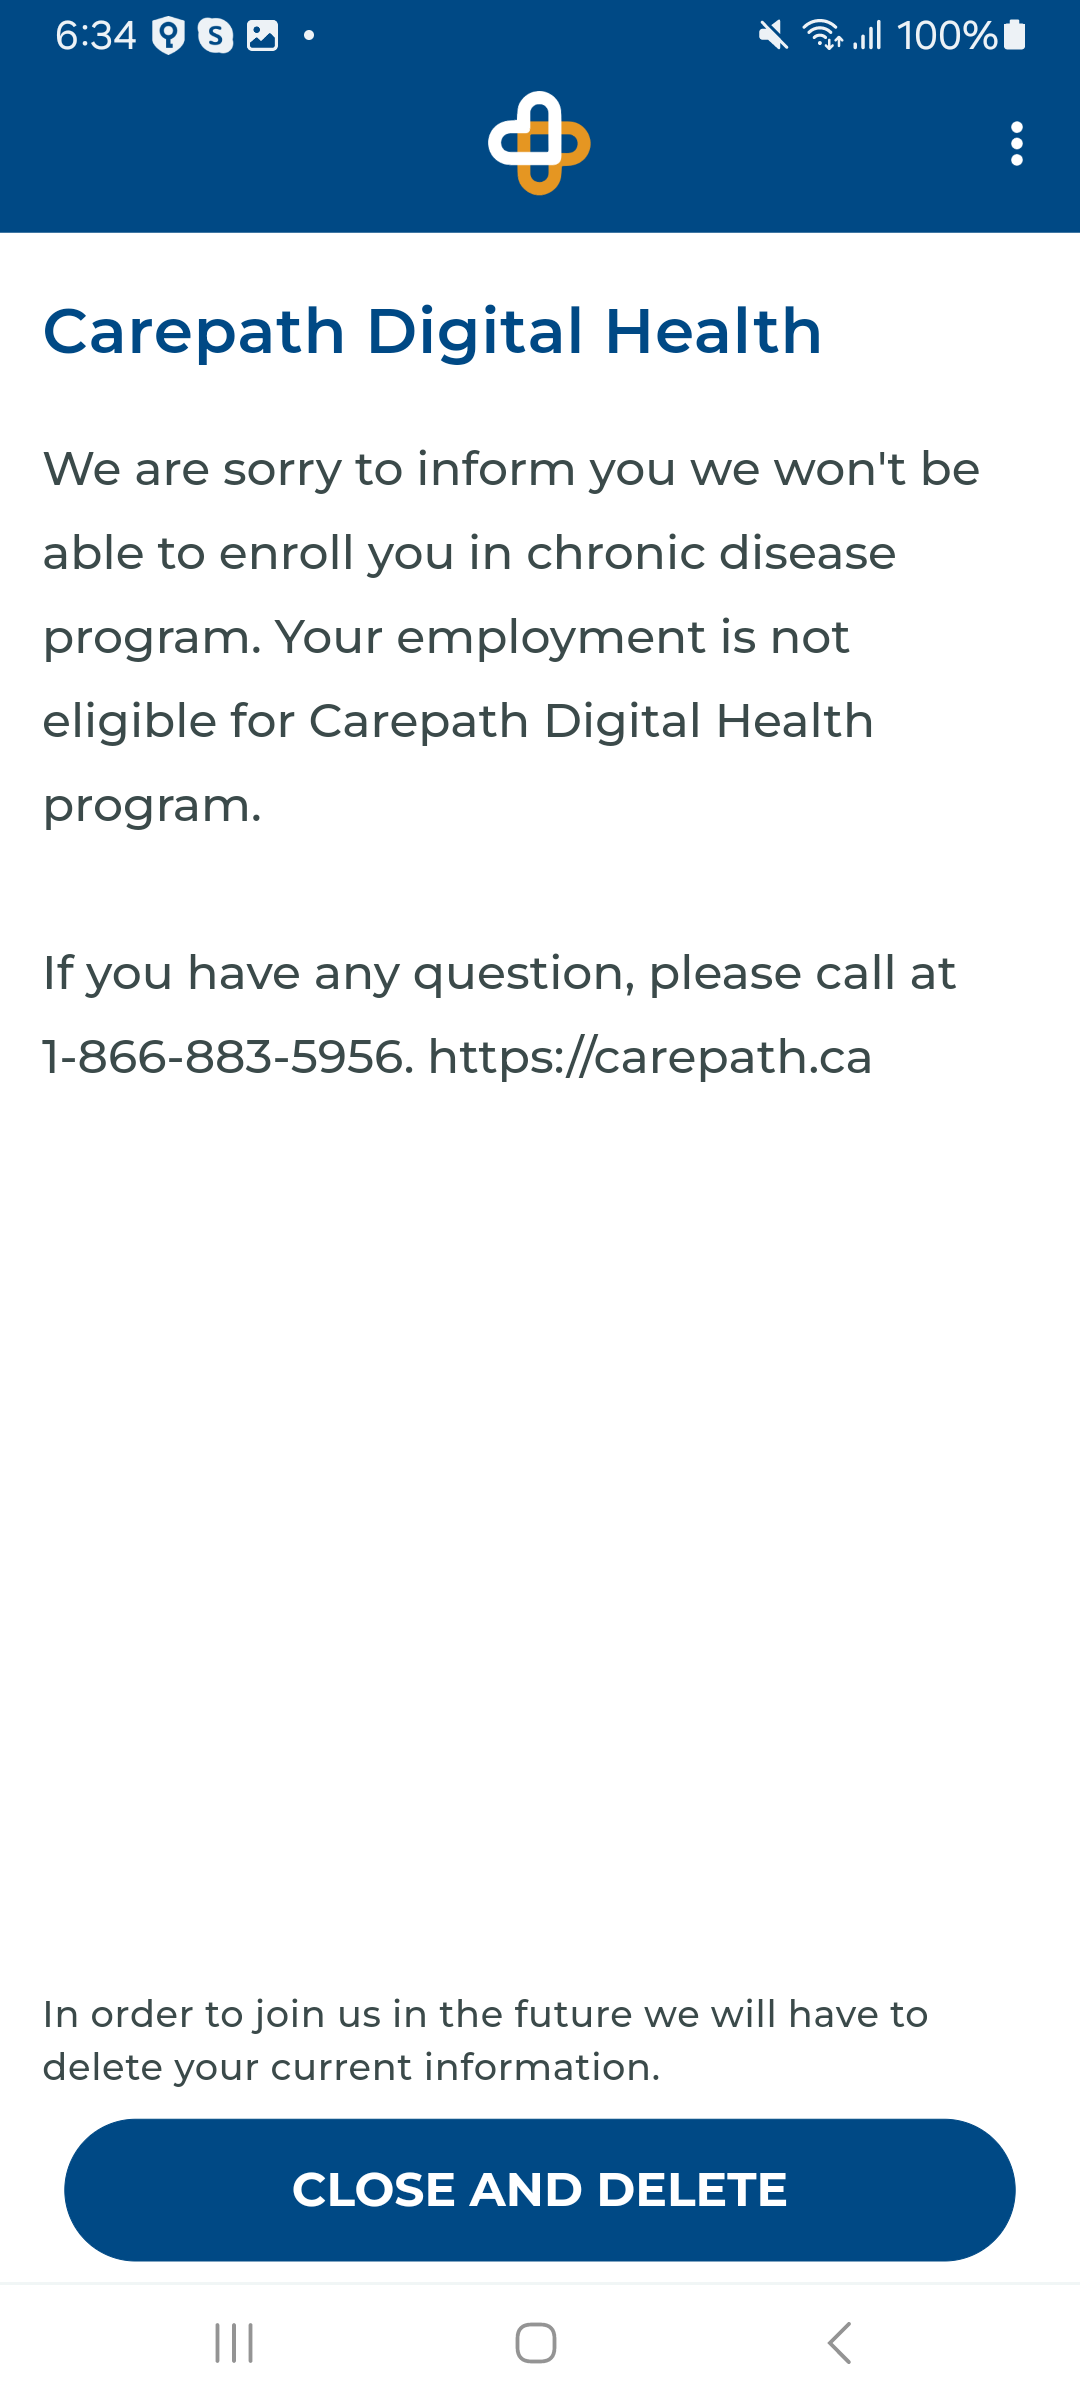 6:34
100%
Carepath Digital Health
We are sorry to inform you we won't be
able to enroll you in chronic disease
program. Your employment is not
eligible for Carepath Digital Health
program.
If you have any question, please call at
1-866-883-5956. https://carepath.ca
In order to join us in the future we will have to
delete your current information.
CLOSE AND DELETE